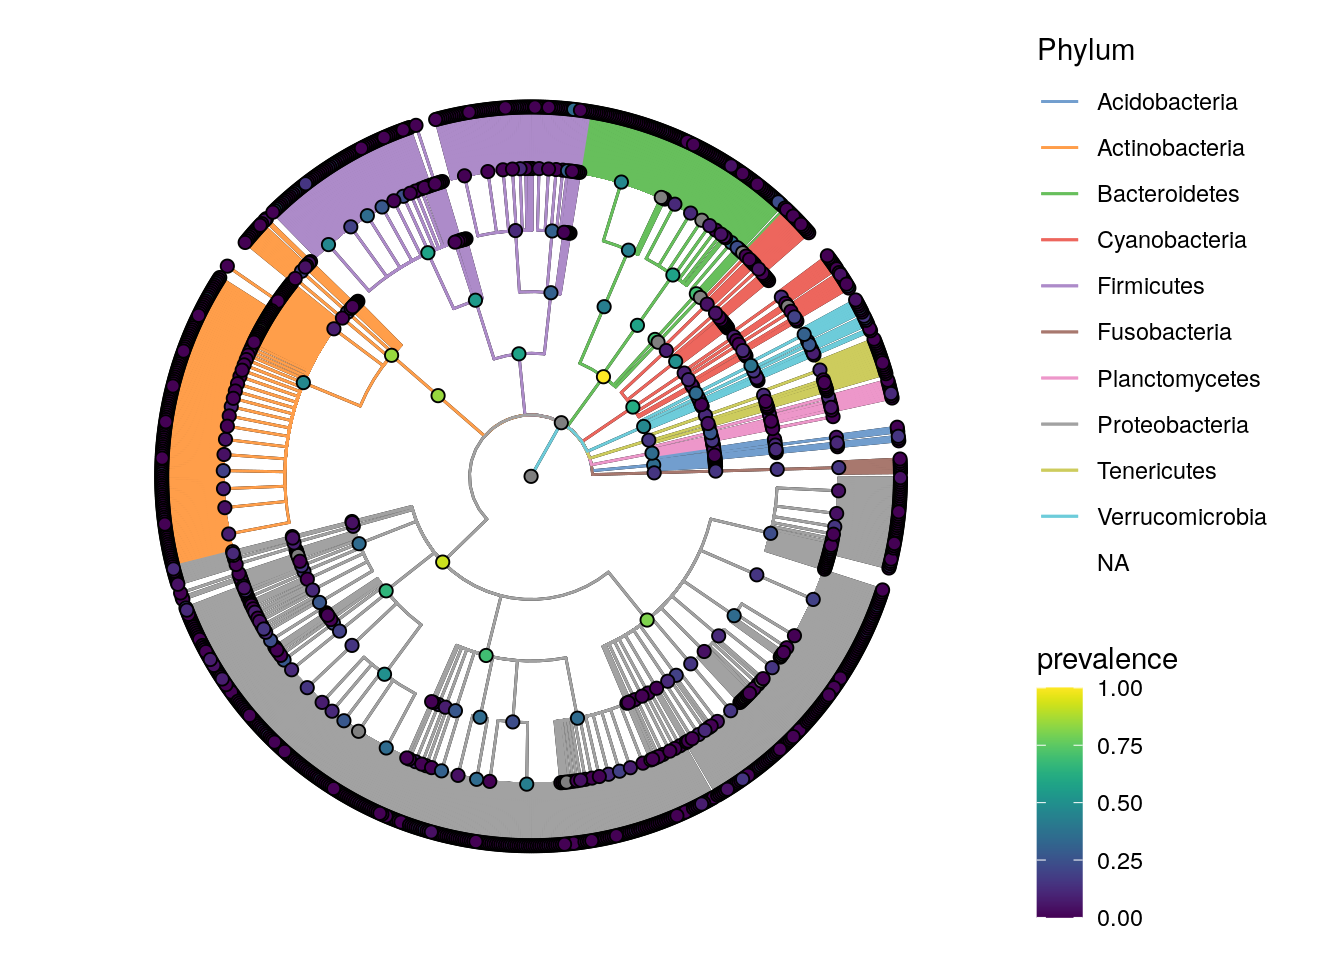 Phylum
Acidobacteria
Actinobacteria
Bacteroidetes
Cyanobacteria
Firmicutes
Fusobacteria
Planctomycetes
Proteobacteria
Tenericutes
Verrucomicrobia
NA
prevalence
1.00
0.75
0.50
0.25
0.00